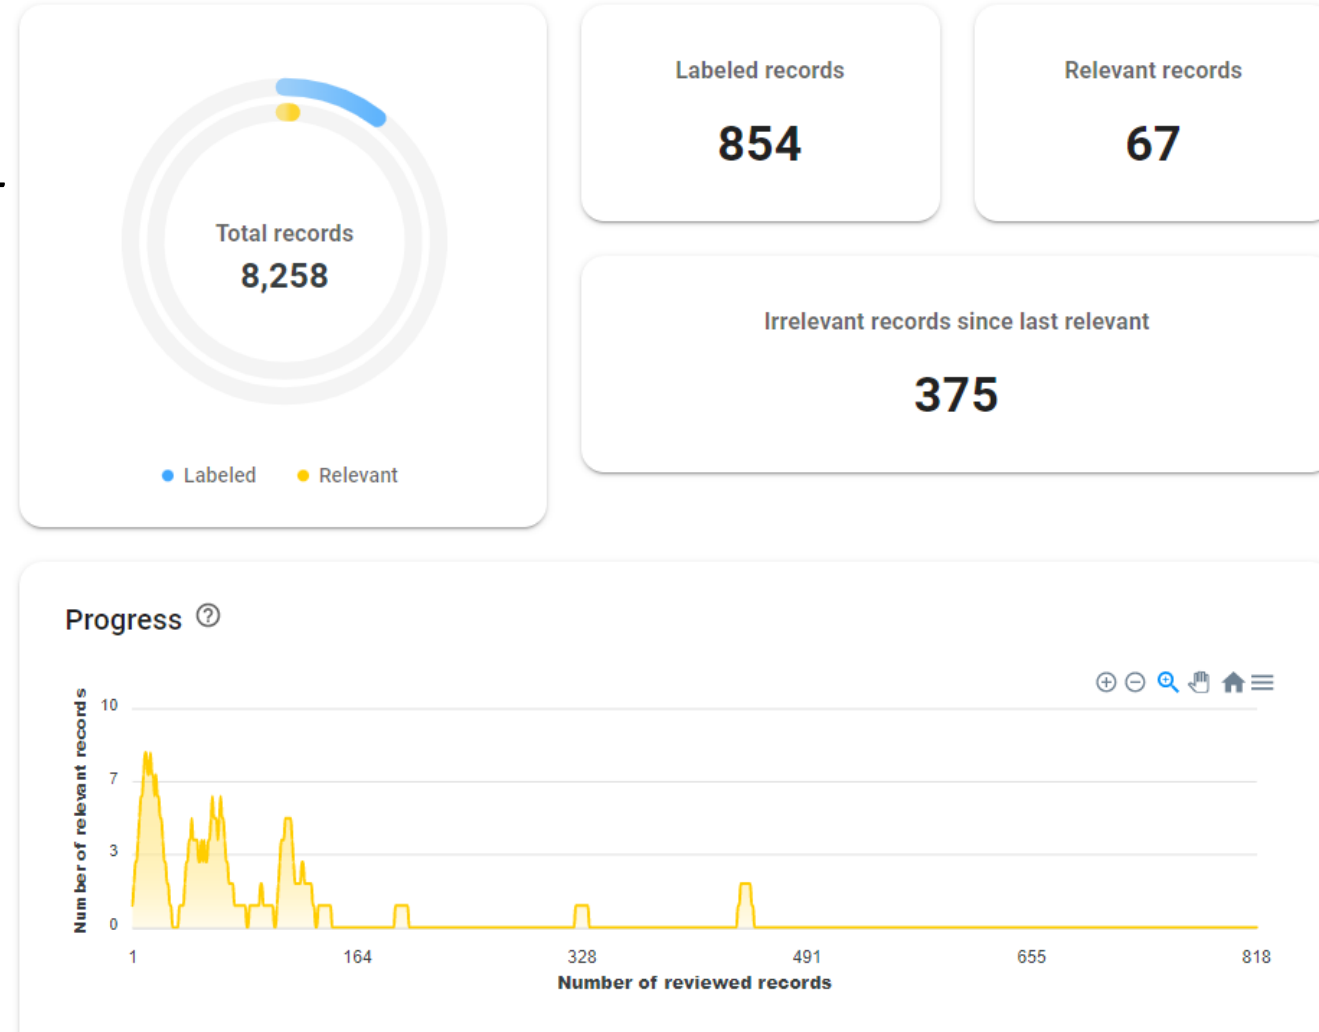 Total records
8,258
Labeled
Relevant
Labeled records
854
Relevant records
67
Irrelevant records since last relevant
375
Progress
Number of relevant records
10
7
3
0
1
164
328
491
655
818
Number of reviewed records